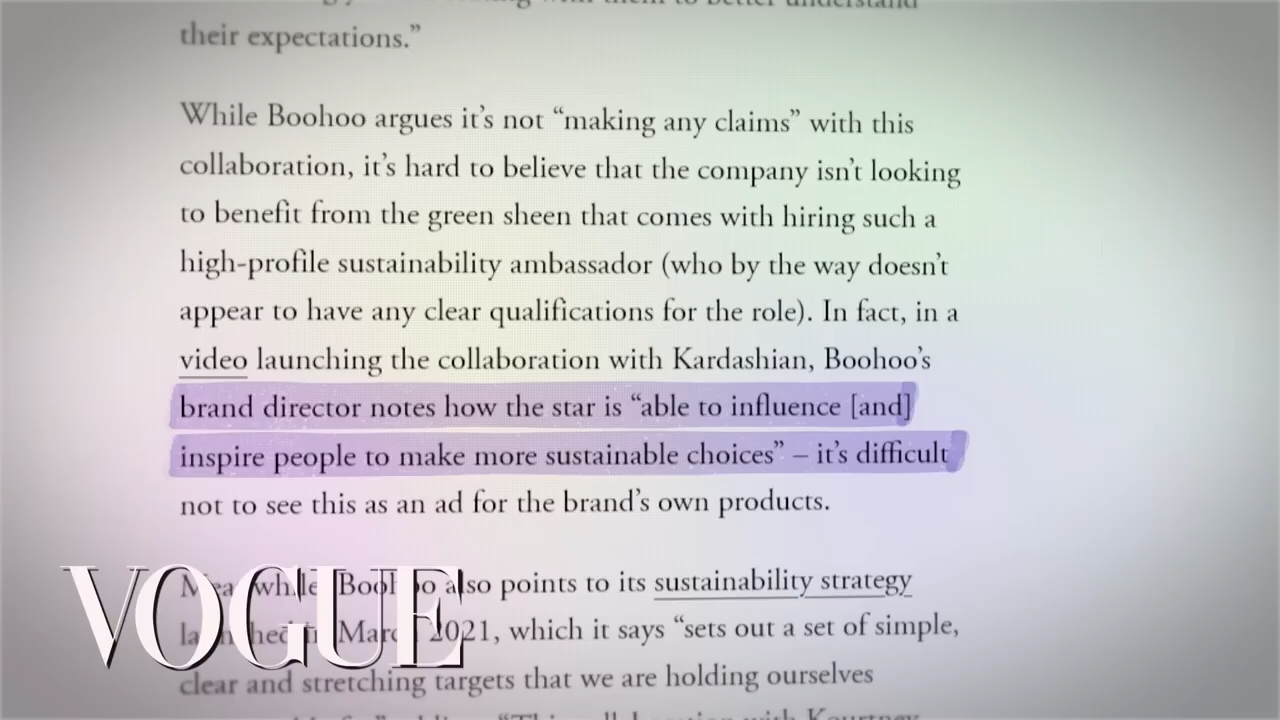 their expectations.”
While Boohoo argues it’s not “making any claims” with this
collaboration, it’s hard to believe that the company isn’t looking
to benefit from the green sheen that comes with hiring such a
high-profile sustainability ambassador (who by the way doesn’t
appear to have any clear qualifications for the role). In fact, in a
video launching the collaboration with Kardashian, Boohoo’s
brand director notes how the star is “able to influence [and]
inspire people to make more sustainable choices” – it’s difficult
not to see this as an ad for the brand’s own products.
Meanwhile, Boohoo also points to its sustainability strategy
launched in March 2021, which it says “sets out a set of simple,
clear and stretching targets that we are holding ourselves
VOGUE